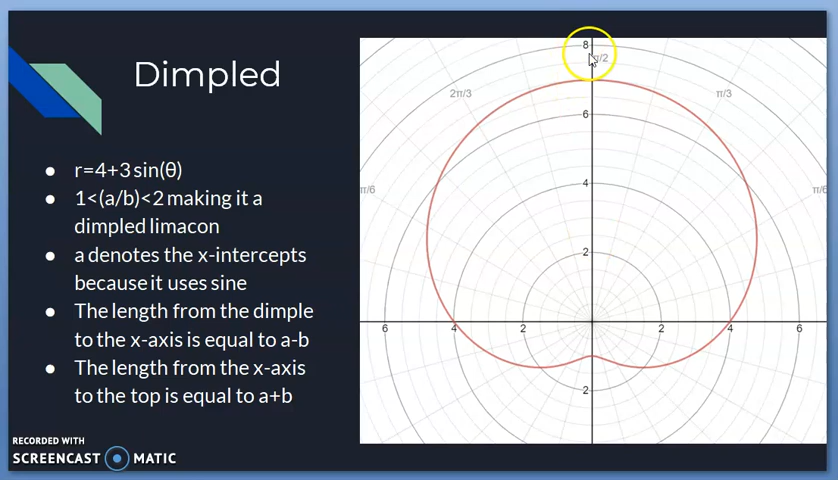 Dimpled
● r=4+3 sin(θ)
● 1<(a/b)<2 making it a
dimpled limacon
● a denotes the x-intercepts
because it uses sine
● The length from the dimple
to the x-axis is equal to a-b
● The length from the x-axis
to the top is equal to a+b
RECORDED WITH
SCREENCAST MATIC
8
π/2
2π/3
π/3
6
π/6
4
π/6
2
6 4 2 2 4 6
2